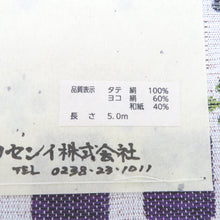 品質表示 タテ 絹 100%
ヨコ 絹 60%
和紙 40%
長さ 5.0m
センイ株式会社
TEL 0238-23-1011